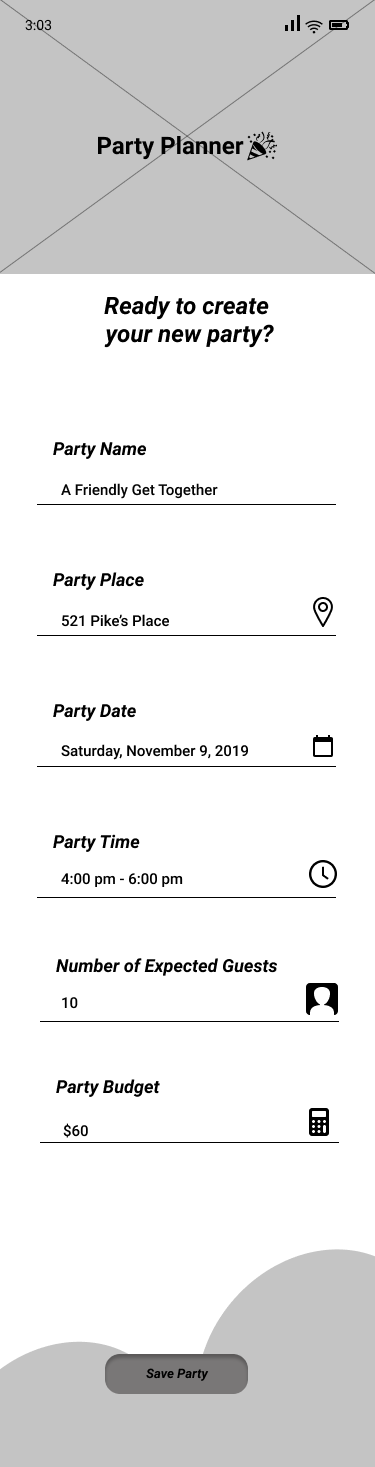 3:03
Party Planner
Ready to create
your new party?
Party Name
A Friendly Get Together
Party Place
521 Pike's Place
Party Date
Saturday, November 9, 2019
Party Time
4:00 pm - 6:00 pm
Number of Expected Guests
10
Party Budget
$60
Save Party